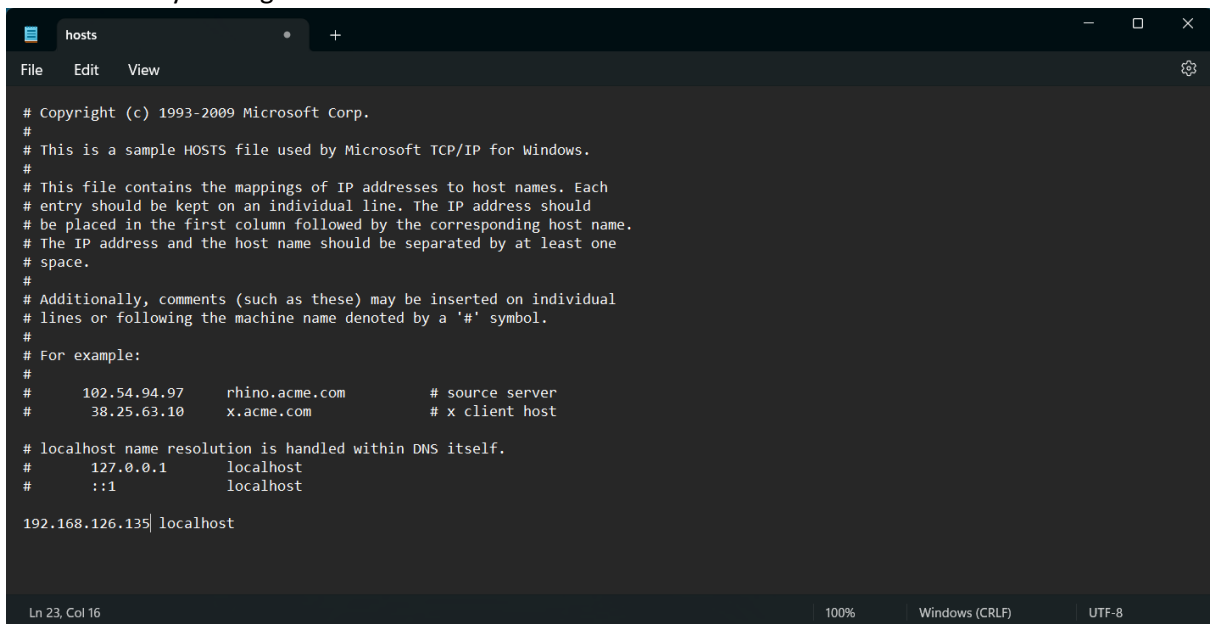 hosts
File Edit View
# Copyright (c) 1993-2009 Microsoft Corp.
#
# This is a sample HOSTS file used by Microsoft TCP/IP for Windows.
#
# This file contains the mappings of IP addresses to host names. Each
# entry should be kept on an individual line. The IP address should
# be placed in the first column followed by the corresponding host name.
# The IP address and the host name should be separated by at least one
# space.
#
# Additionally, comments (such as these) may be inserted on individual
# lines or following the machine name denoted by a '#' symbol.
#
# For example:
#
#      102.54.94.97     rhino.acme.com          # source server
#       38.25.63.10     x.acme.com              # x client host

# localhost name resolution is handled within DNS itself.
#       127.0.0.1       localhost
#       ::1             localhost

192.168.126.135 localhost
Ln 23, Col 16 100% Windows (CRLF) UTF-8